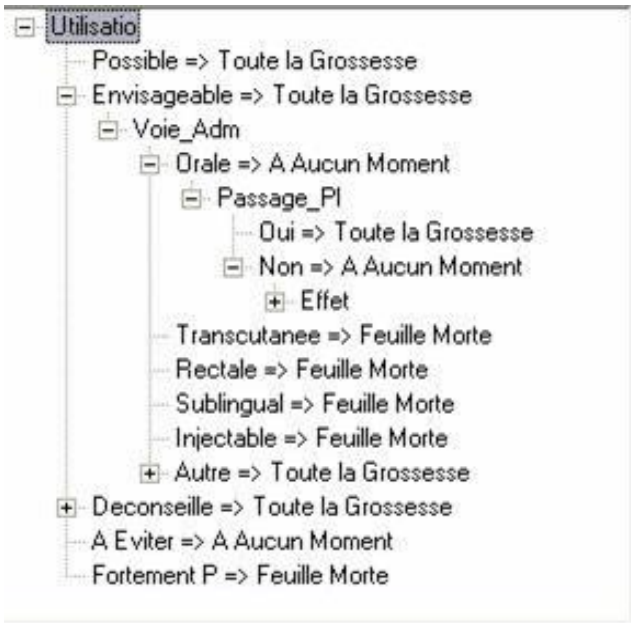 Utilisatio
Possible => Toute la Grossesse
Envisageable => Toute la Grossesse
Voie_Adm
Orale => A Aucun Moment
Passage_Pl
Oui => Toute la Grossesse
Non => A Aucun Moment
Effet
Transcutanee => Feuille Morte
Rectale => Feuille Morte
Sublingual => Feuille Morte
Injectable => Feuille Morte
Autre => Toute la Grossesse
Deconseille => Toute la Grossesse
A Eviter => A Aucun Moment
Fortement P => Feuille Morte